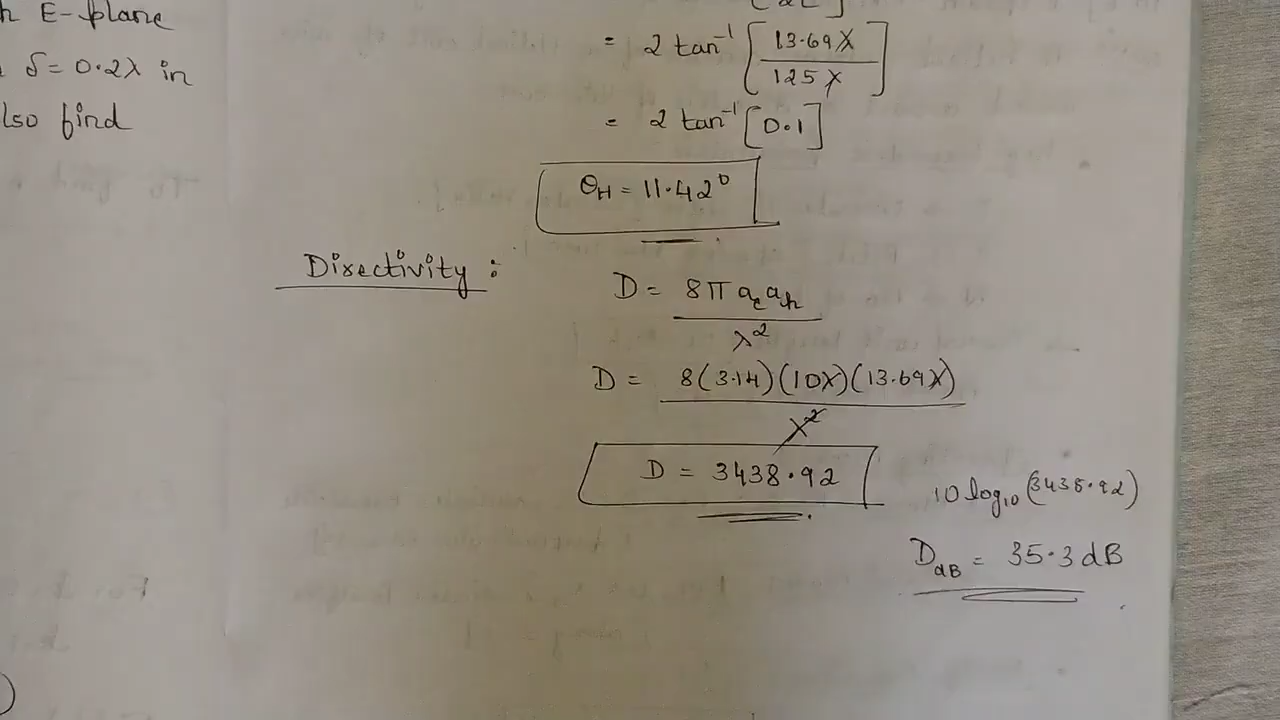 E-plane
δ = 0.2λ in
lso find
= 2 tan⁻¹ [13.69λ / 125λ]
= 2 tan⁻¹ [0.1]
θH = 11.42°
Directivity :
D = 8π aₑ aₕ / λ²
D = 8(3.14)(10λ)(13.69λ) / λ²
D = 3438.92
10 log₁₀ (3438.92)
DdB = 35.3 dB